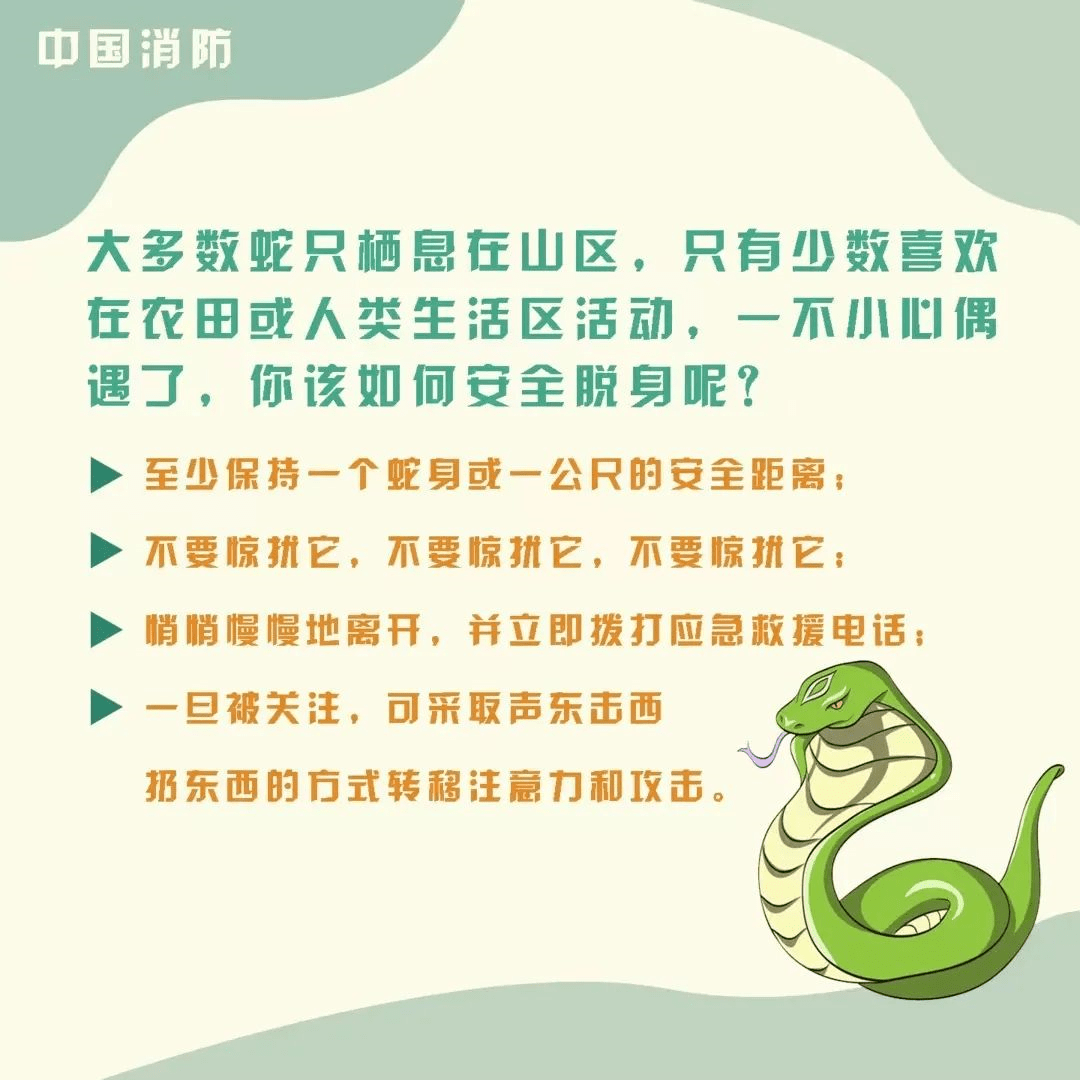 中国消防
大多数蛇只栖息在山区，只有少数喜欢
在农田或人类生活区活动，一不小心偶
遇了，你该如何安全脱身呢？
至少保持一个蛇身或一公尺的安全距离；
不要惊扰它，不要惊扰它，不要惊扰它；
悄悄慢慢地离开，并立即拨打应急救援电话；
一旦被关注，可采取声东击西
扔东西的方式转移注意力和攻击。